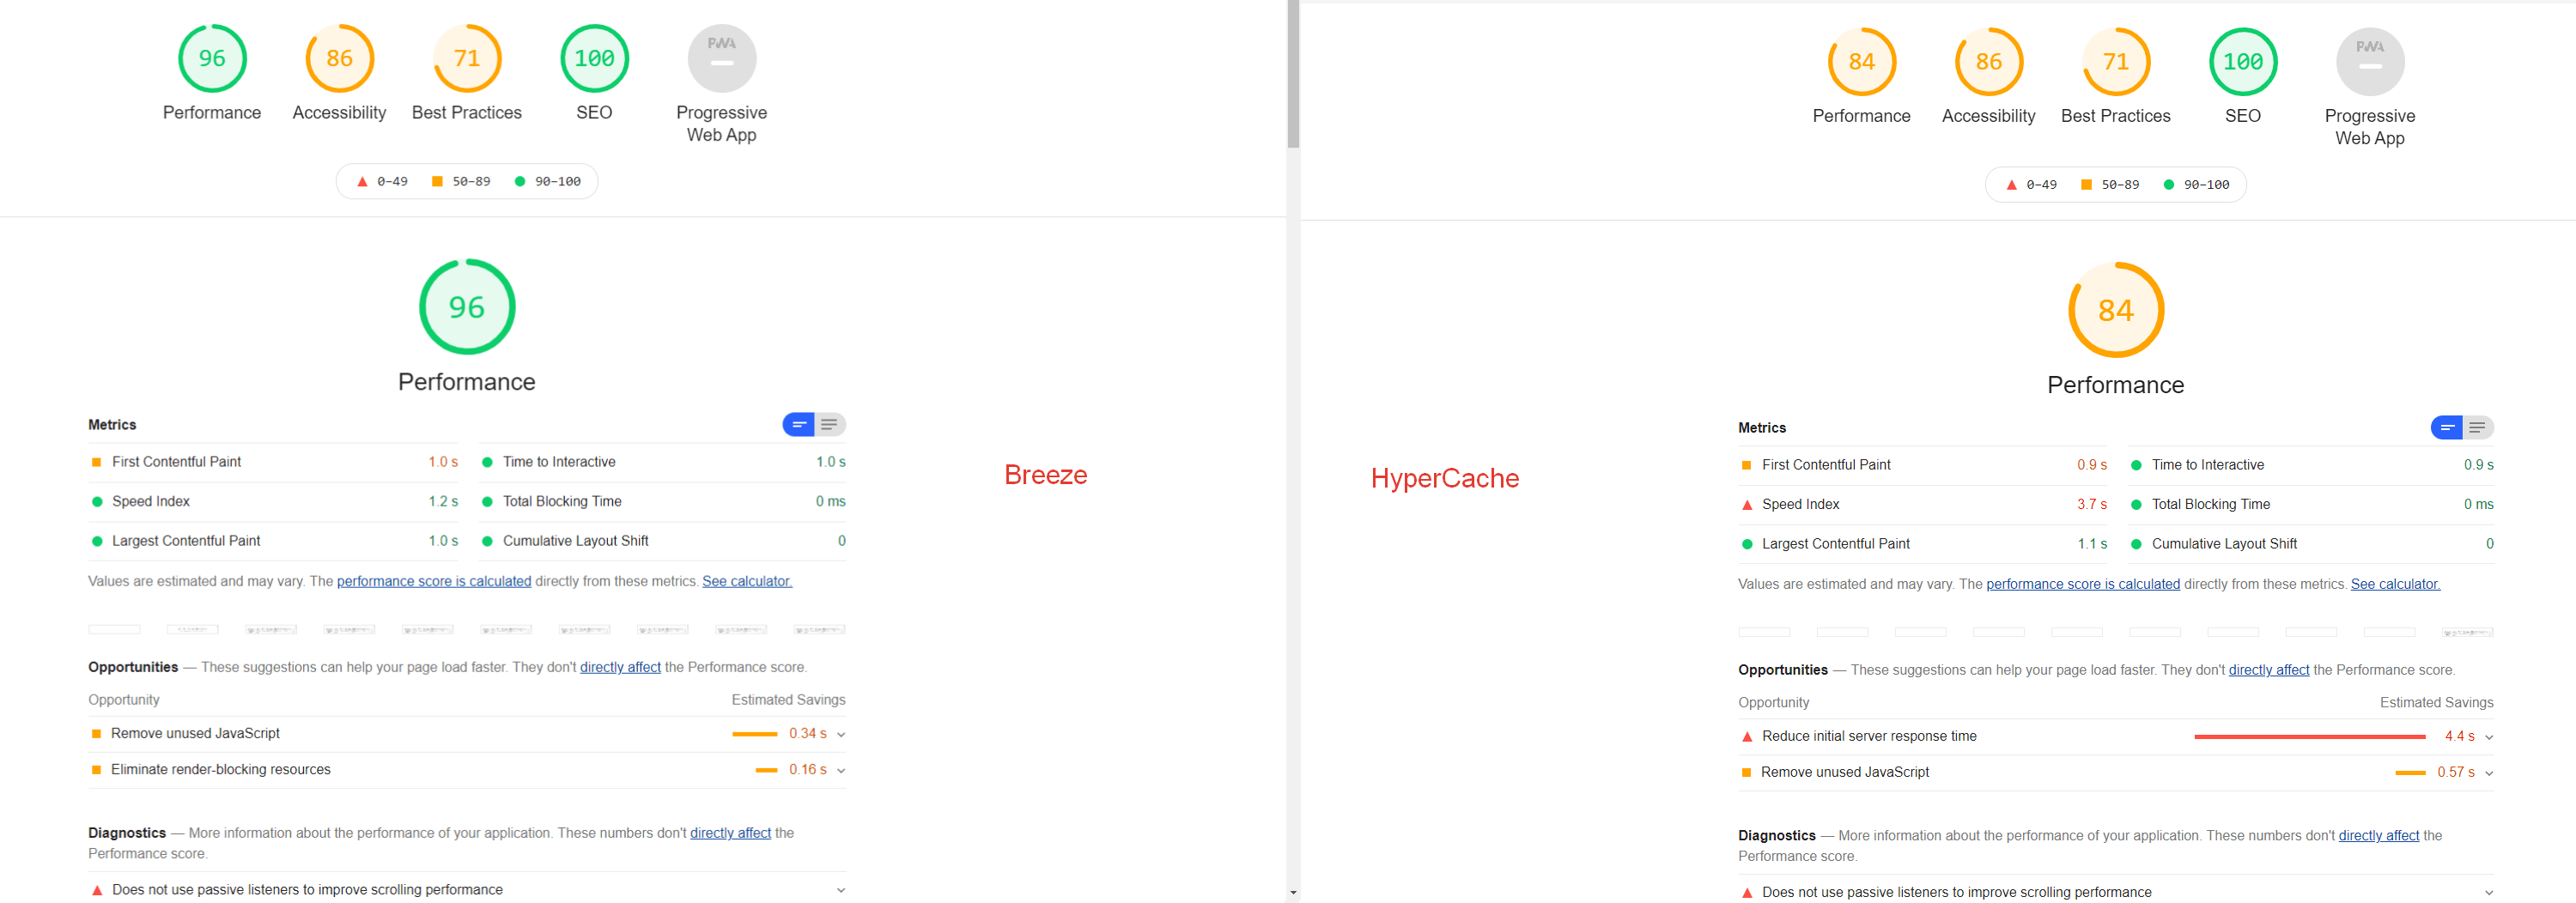 96
86
71
100
PWA
Performance
Accessibility
Best Practices
SEO
Progressive
Web App
0–49
50–89
90–100
96
Performance
Metrics
First Contentful Paint 1.0 s
Time to Interactive 1.0 s
Speed Index 1.2 s
Total Blocking Time 0 ms
Largest Contentful Paint 1.0 s
Cumulative Layout Shift 0
Values are estimated and may vary. The performance score is calculated directly from these metrics. See calculator.
Opportunities — These suggestions can help your page load faster. They don't directly affect the Performance score.
Opportunity Estimated Savings
Remove unused JavaScript 0.34 s
Eliminate render-blocking resources 0.16 s
Diagnostics — More information about the performance of your application. These numbers don't directly affect the
Performance score.
Does not use passive listeners to improve scrolling performance
Breeze
HyperCache
84
86
71
100
PWA
Performance
Accessibility
Best Practices
SEO
Progressive
Web App
0–49
50–89
90–100
84
Performance
Metrics
First Contentful Paint 0.9 s
Time to Interactive 0.9 s
Speed Index 3.7 s
Total Blocking Time 0 ms
Largest Contentful Paint 1.1 s
Cumulative Layout Shift 0
Values are estimated and may vary. The performance score is calculated directly from these metrics. See calculator.
Opportunities — These suggestions can help your page load faster. They don't directly affect the Performance score.
Opportunity Estimated Savings
Reduce initial server response time 4.4 s
Remove unused JavaScript 0.57 s
Diagnostics — More information about the performance of your application. These numbers don't directly affect the
Performance score.
Does not use passive listeners to improve scrolling performance